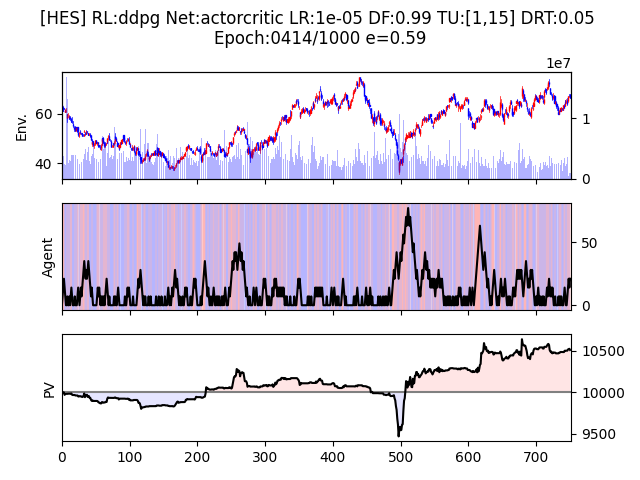 [HES] RL:ddpg Net:actorcritic LR:1e-05 DF:0.99 TU:[1,15] DRT:0.05
Epoch:0414/1000 e=0.59
1e7
Env.
60
40
1
0
Agent
50
0
PV
10500
10000
9500
0 100 200 300 400 500 600 700